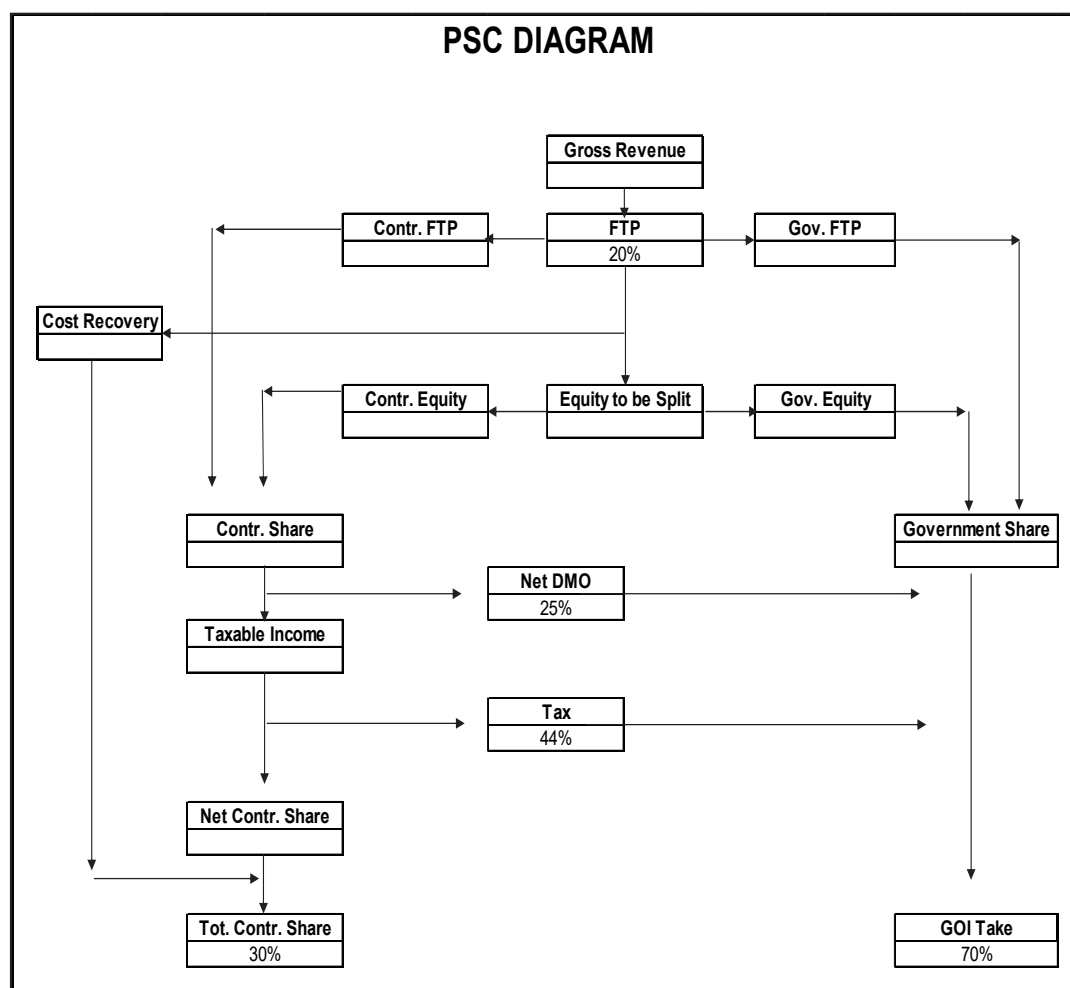 PSC DIAGRAM
Gross Revenue
Contr. FTP
FTP
Gov. FTP
20%
Cost Recovery
Contr. Equity
Equity to be Split
Gov. Equity
Contr. Share
Government Share
Net DMO
25%
Taxable Income
Tax
44%
Net Contr. Share
Tot. Contr. Share
GOI Take
30%
70%